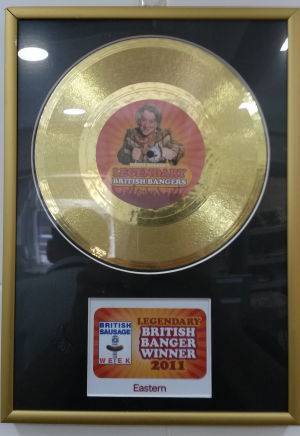 LEGENDARY
BRITISH BANGERS
BRITISH
SAUSAGE
WEEK
LEGENDARY
BRITISH
BANGER
WINNER
2011
Eastern